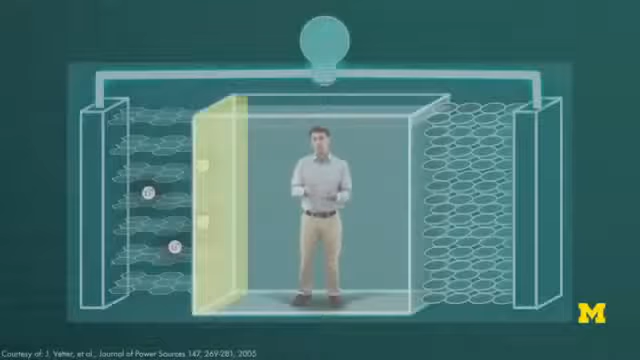 M
Courtesy of: J. Vetter, et al., Journal of Power Sources 147, 269-281, 2005